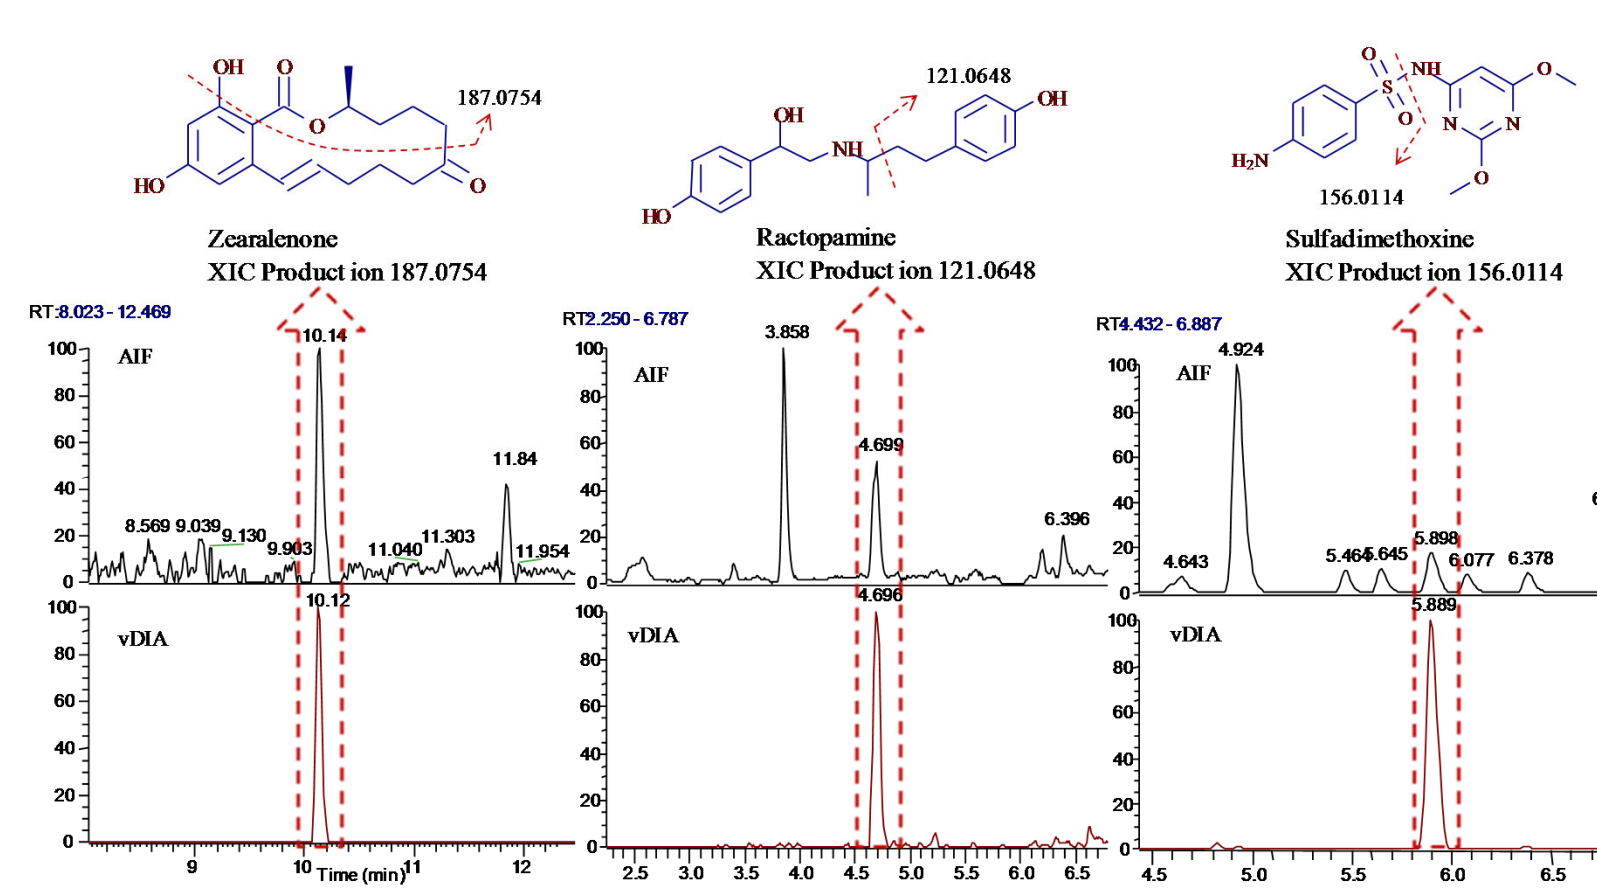 OH
O
O
187.0754
HO
O
Zearalenone
XIC Product ion 187.0754
121.0648
OH
OH
NH
HO
Ractopamine
XIC Product ion 121.0648
O
S
NH
O
O
N
N
O
H₂N
156.0114
Sulfadimethoxine
XIC Product ion 156.0114
RT:8.023 - 12.469
AIF
100
80
60
40
20
0
10.14
11.84
8.569
9.039
9.130
9.903
11.040
11.303
11.954
vDIA
100
80
60
40
20
0
10.12
9
10
11
12
Time (min)
RT:2.250 - 6.787
AIF
100
80
60
40
20
0
3.858
4.699
6.396
vDIA
100
80
60
40
20
0
4.696
2.5
3.0
3.5
4.0
4.5
5.0
5.5
6.0
6.5
RT:4.432 - 6.887
AIF
100
80
60
40
20
0
4.924
4.643
5.464
5.645
5.898
6.077
6.378
vDIA
100
80
60
40
20
0
5.889
4.5
5.0
5.5
6.0
6.5